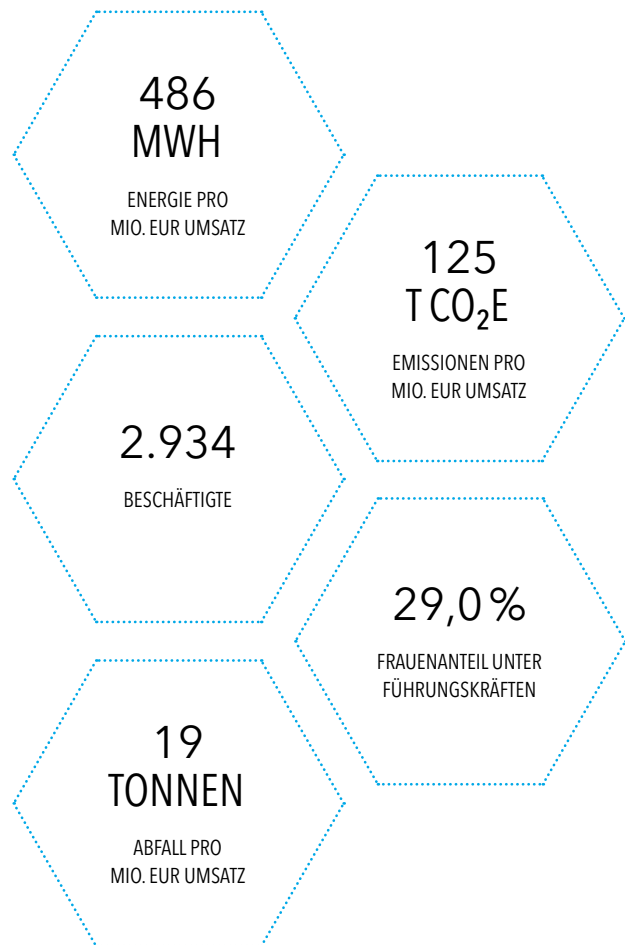 486
MWH
ENERGIE PRO
MIO. EUR UMSATZ
125
T CO₂E
EMISSIONEN PRO
MIO. EUR UMSATZ
2.934
BESCHÄFTIGTE
29,0 %
FRAUENANTEIL UNTER
FÜHRUNGSKRÄFTEN
19
TONNEN
ABFALL PRO
MIO. EUR UMSATZ